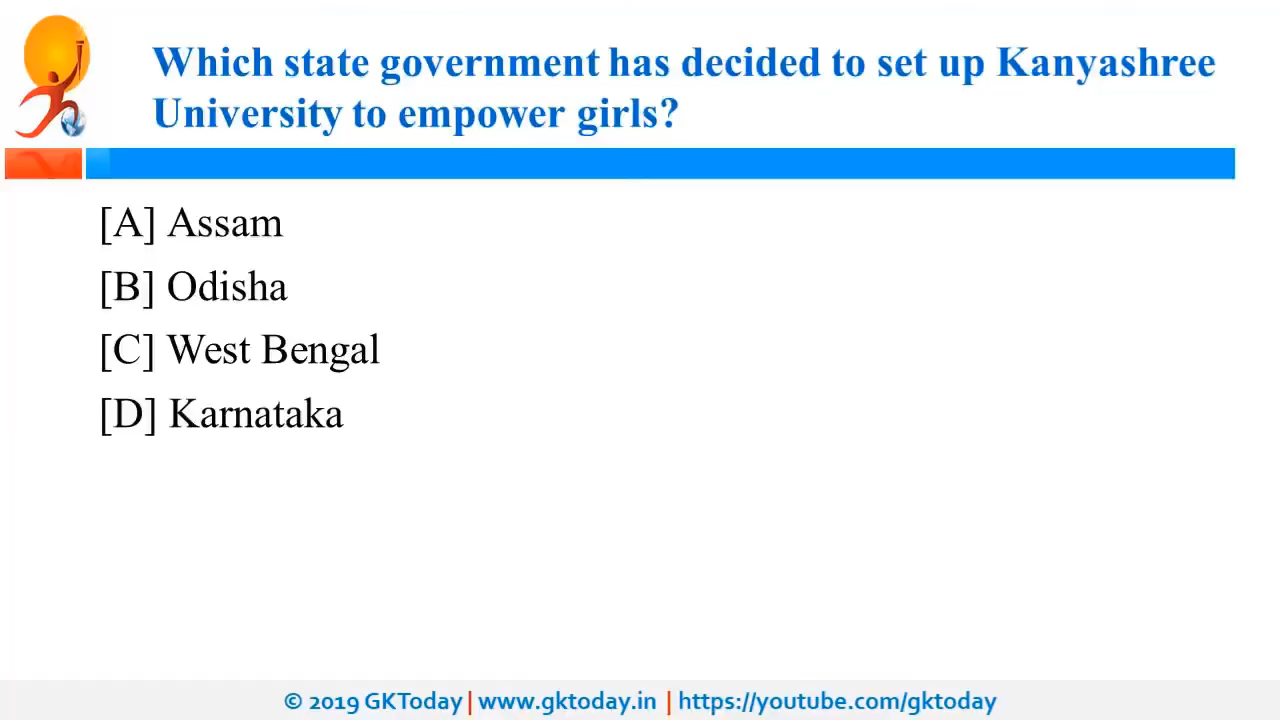 Which state government has decided to set up Kanyashree
University to empower girls?
[A] Assam
[B] Odisha
[C] West Bengal
[D] Karnataka
© 2019 GKToday | www.gktoday.in | https://youtube.com/gktoday